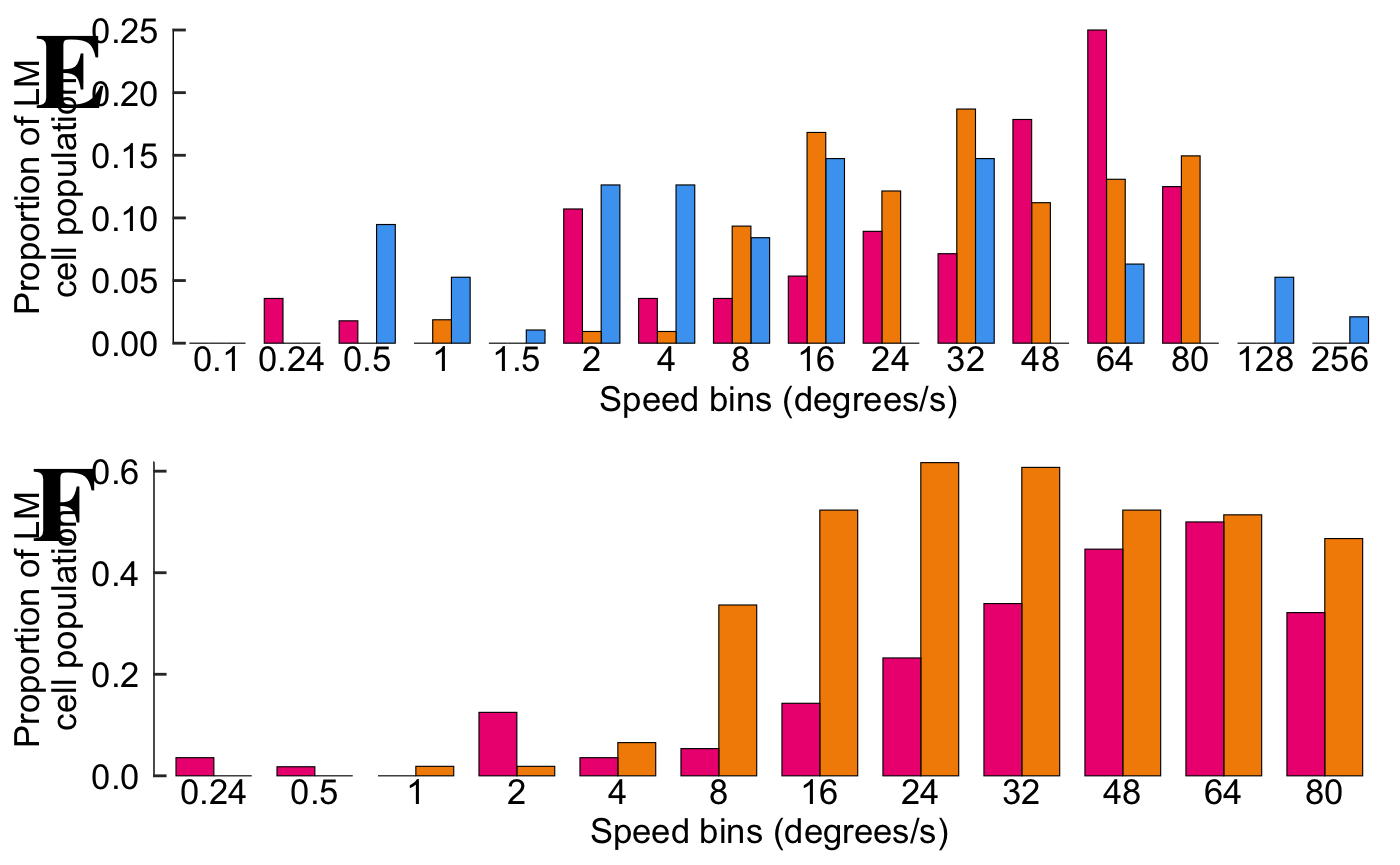 E
Proportion of LM
cell population
0.25
0.20
0.15
0.10
0.05
0.00
0.1 0.24 0.5 1 1.5 2 4 8 16 24 32 48 64 80 128 256
Speed bins (degrees/s)
F
Proportion of LM
cell population
0.6
0.4
0.2
0.0
0.24 0.5 1 2 4 8 16 24 32 48 64 80
Speed bins (degrees/s)